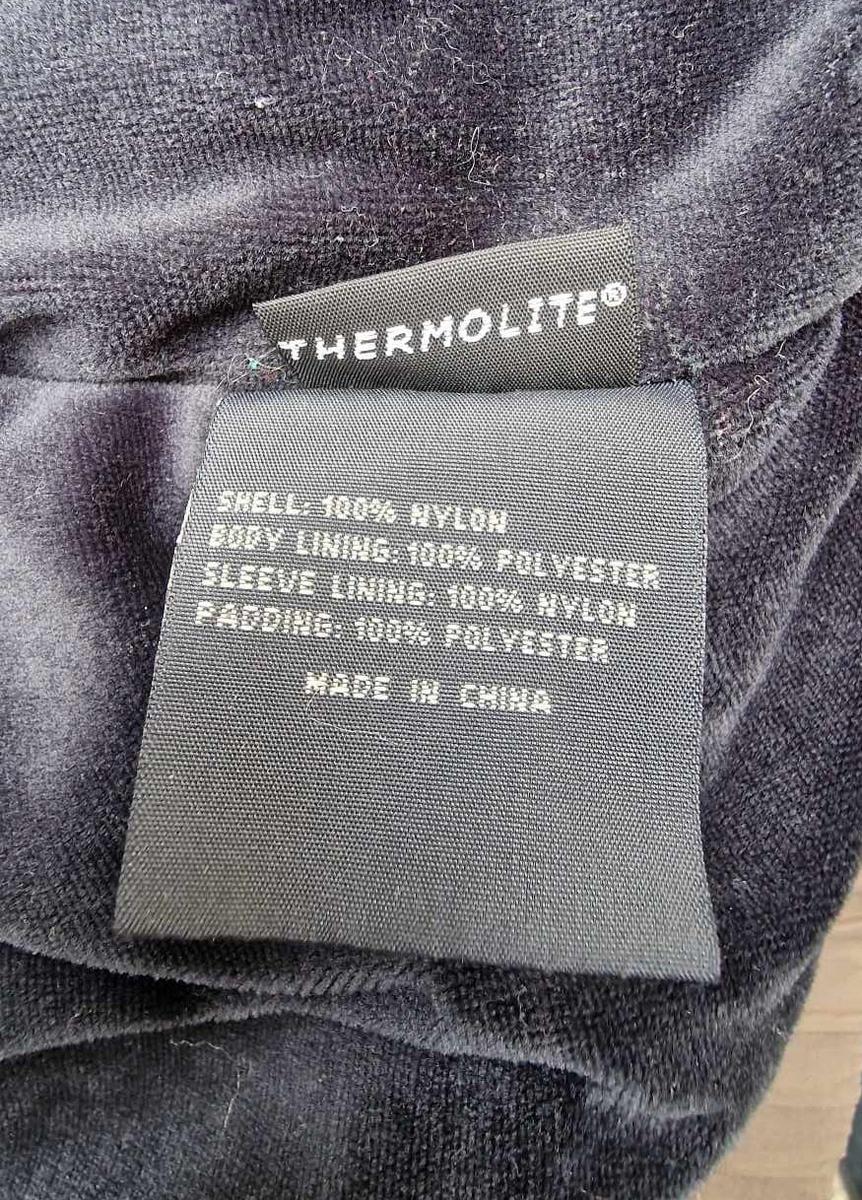 THERMOLITE®
SHELL: 100% NYLON
BODY LINING: 100% POLYESTER
SLEEVE LINING: 100% NYLON
PADDING: 100% POLYESTER
MADE IN CHINA